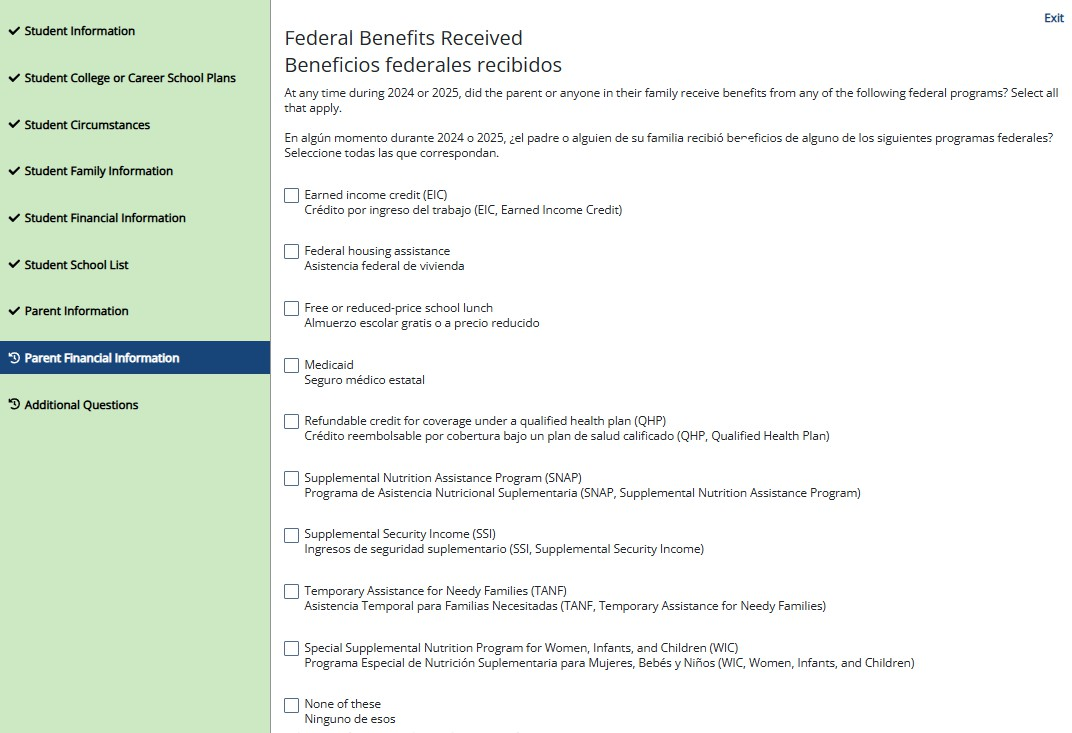 Exit
Student Information
Student College or Career School Plans
Student Circumstances
Student Family Information
Student Financial Information
Student School List
Parent Information
Parent Financial Information
Additional Questions
Federal Benefits Received
Beneficios federales recibidos
At any time during 2024 or 2025, did the parent or anyone in their family receive benefits from any of the following federal programs? Select all
that apply.
En algún momento durante 2024 o 2025, ¿el padre o alguien de su familia recibió beneficios de alguno de los siguientes programas federales?
Seleccione todas las que correspondan.
Earned income credit (EIC)
Crédito por ingreso del trabajo (EIC, Earned Income Credit)
Federal housing assistance
Asistencia federal de vivienda
Free or reduced-price school lunch
Almuerzo escolar gratis o a precio reducido
Medicaid
Seguro médico estatal
Refundable credit for coverage under a qualified health plan (QHP)
Crédito reembolsable por cobertura bajo un plan de salud calificado (QHP, Qualified Health Plan)
Supplemental Nutrition Assistance Program (SNAP)
Programa de Asistencia Nutricional Suplementaria (SNAP, Supplemental Nutrition Assistance Program)
Supplemental Security Income (SSI)
Ingresos de seguridad suplementario (SSI, Supplemental Security Income)
Temporary Assistance for Needy Families (TANF)
Asistencia Temporal para Familias Necesitadas (TANF, Temporary Assistance for Needy Families)
Special Supplemental Nutrition Program for Women, Infants, and Children (WIC)
Programa Especial de Nutrición Suplementaria para Mujeres, Bebés y Niños (WIC, Women, Infants, and Children)
None of these
Ninguno de esos